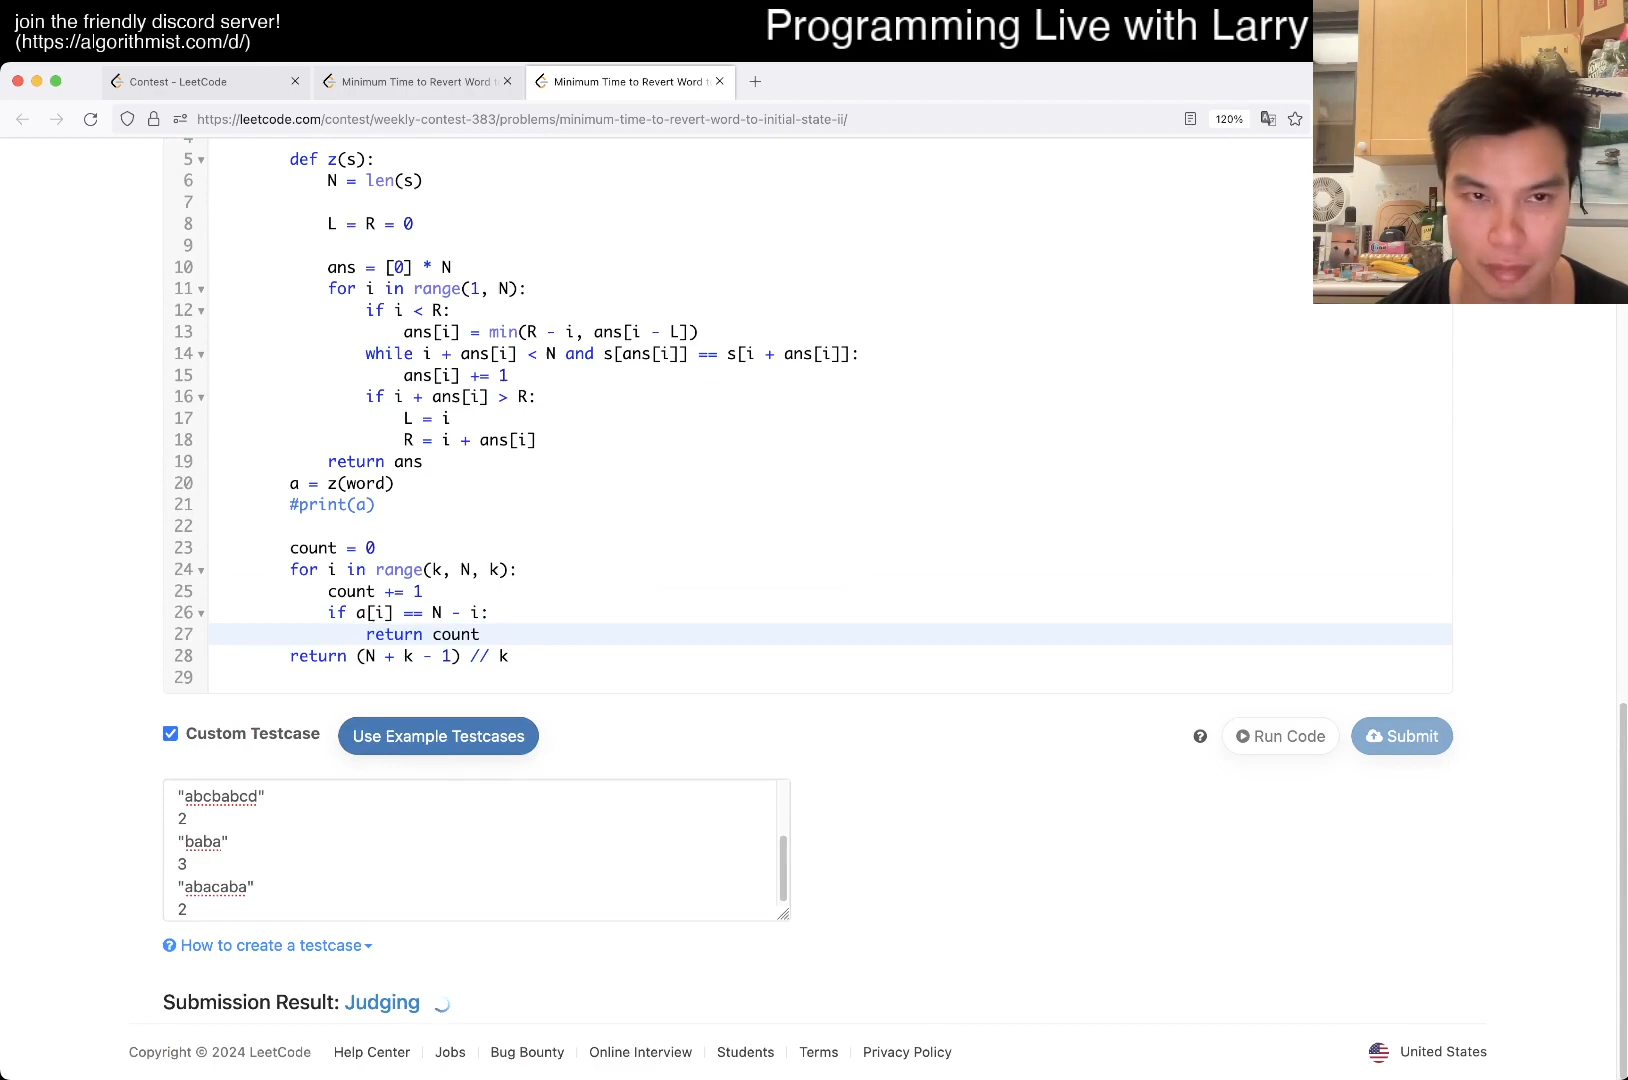 join the friendly discord server!
(https://algorithmist.com/d/)
Programming Live with Larry
Contest - LeetCode
Minimum Time to Revert Word t
Minimum Time to Revert Word to
https://leetcode.com/contest/weekly-contest-383/problems/minimum-time-to-revert-word-to-initial-state-ii/
120%
4
5 def z(s):
6 N = len(s)
7
8 L = R = 0
9
10 ans = [0] * N
11 for i in range(1, N):
12 if i < R:
13 ans[i] = min(R - i, ans[i - L])
14 while i + ans[i] < N and s[ans[i]] == s[i + ans[i]]:
15 ans[i] += 1
16 if i + ans[i] > R:
17 L = i
18 R = i + ans[i]
19 return ans
20 a = z(word)
21 #print(a)
22
23 count = 0
24 for i in range(k, N, k):
25 count += 1
26 if a[i] == N - i:
27 return count
28 return (N + k - 1) // k
29
Custom Testcase
Use Example Testcases
Run Code
Submit
"abcbabcd"
2
"baba"
3
"abacaba"
2
How to create a testcase
Submission Result: Judging
Copyright © 2024 LeetCode Help Center Jobs Bug Bounty Online Interview Students Terms Privacy Policy United States